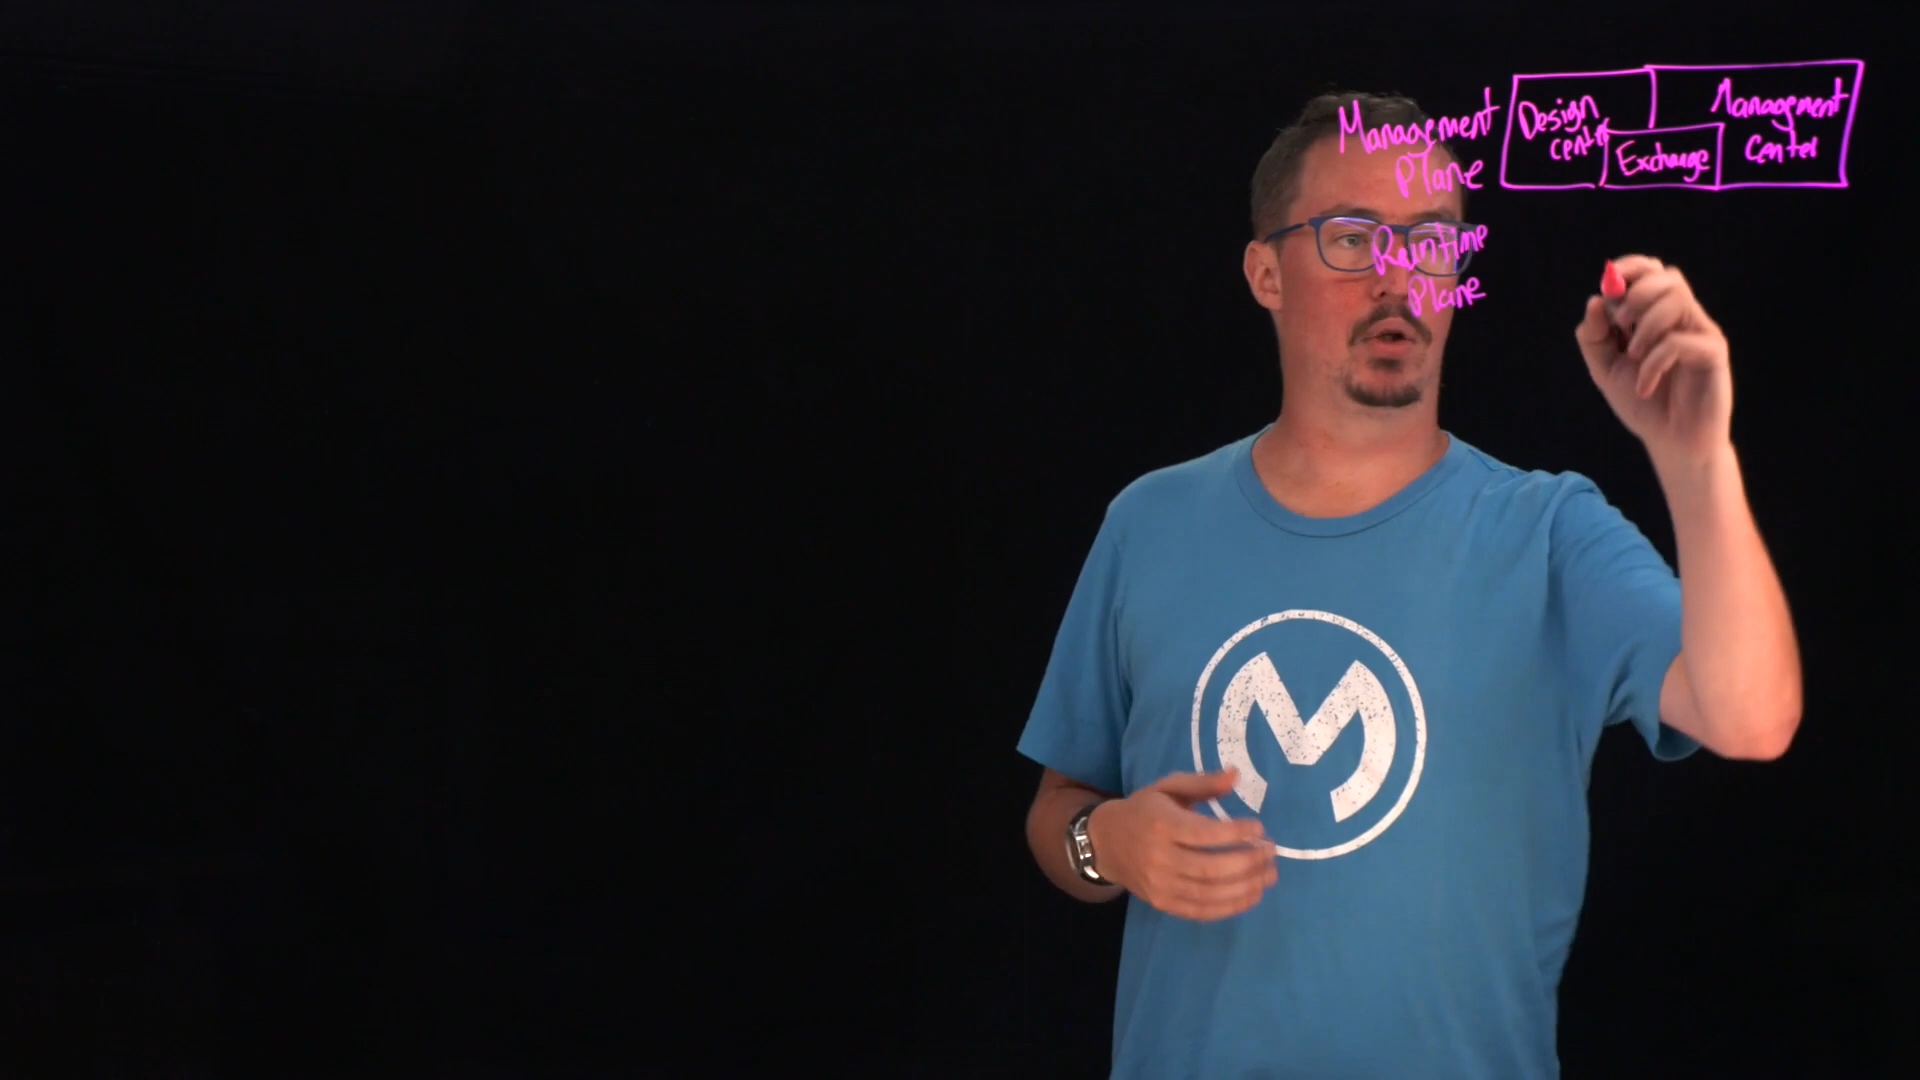 Management
Plane
Design
center
Exchange
Management
Center
Runtime
Plane